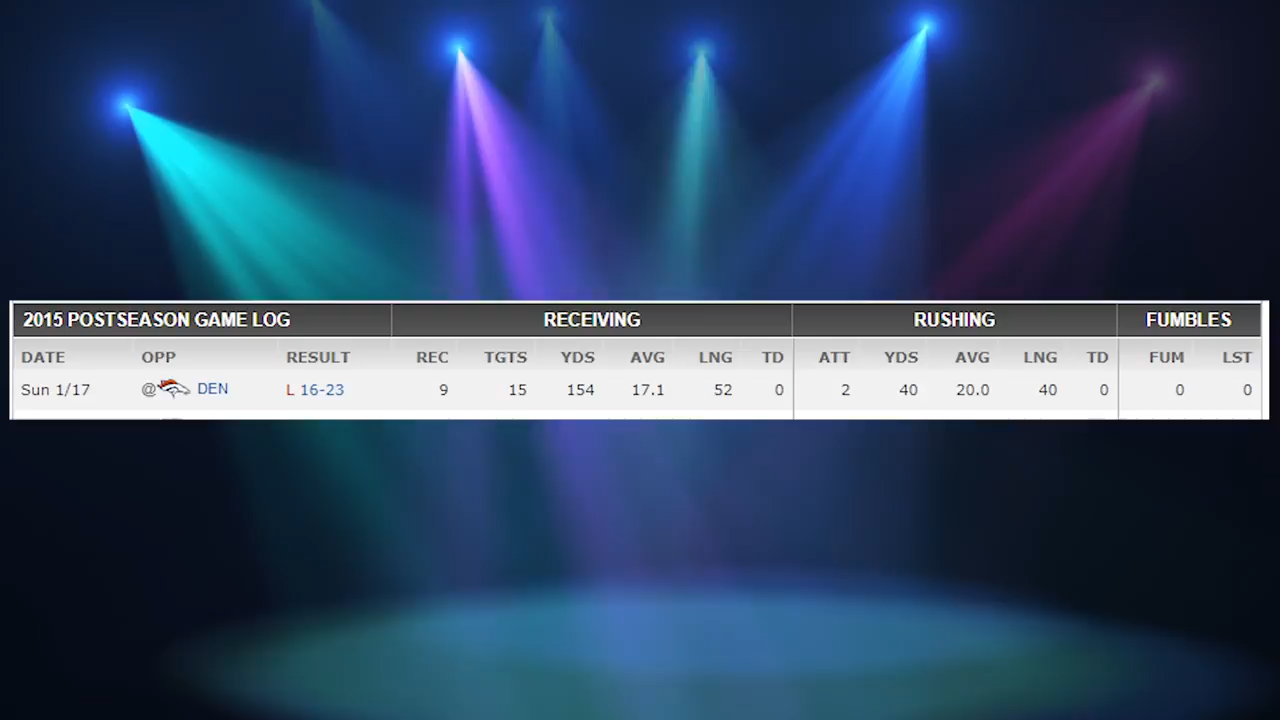 2015 POSTSEASON GAME LOG RECEIVING RUSHING FUMBLES
DATE OPP RESULT REC TGTS YDS AVG LNG TD ATT YDS AVG LNG TD FUM LST
Sun 1/17 @ DEN L 16-23 9 15 154 17.1 52 0 2 40 20.0 40 0 0 0